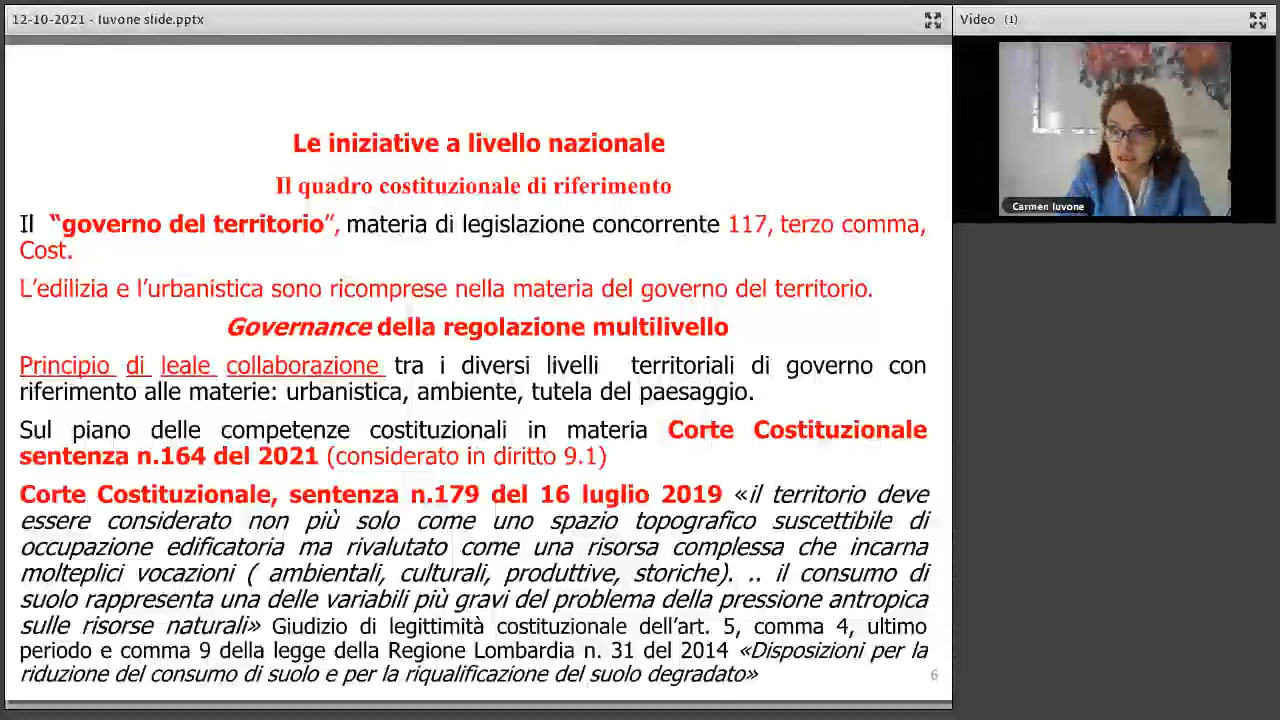 12-10-2021 - Iuvone slide.pptx
Video (1)
Carmen Iuvone
Le iniziative a livello nazionale
Il quadro costituzionale di riferimento
Il “governo del territorio”, materia di legislazione concorrente 117, terzo comma,
Cost.
L’edilizia e l’urbanistica sono ricomprese nella materia del governo del territorio.
Governance della regolazione multilivello
Principio di leale collaborazione tra i diversi livelli territoriali di governo con
riferimento alle materie: urbanistica, ambiente, tutela del paesaggio.
Sul piano delle competenze costituzionali in materia Corte Costituzionale
sentenza n.164 del 2021 (considerato in diritto 9.1)
Corte Costituzionale, sentenza n.179 del 16 luglio 2019 «il territorio deve
essere considerato non più solo come uno spazio topografico suscettibile di
occupazione edificatoria ma rivalutato come una risorsa complessa che incarna
molteplici vocazioni ( ambientali, culturali, produttive, storiche). .. il consumo di
suolo rappresenta una delle variabili più gravi del problema della pressione antropica
sulle risorse naturali» Giudizio di legittimità costituzionale dell’art. 5, comma 4, ultimo
periodo e comma 9 della legge della Regione Lombardia n. 31 del 2014 «Disposizioni per la
riduzione del consumo di suolo e per la riqualificazione del suolo degradato»
6